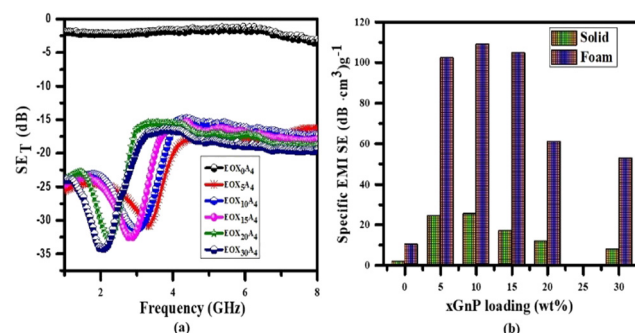 (a)
0
-5
-10
-15
-20
-25
-30
-35
SE_T (dB)
EOX₀A₄
EOX₅A₄
EOX₁₀A₄
EOX₁₅A₄
EOX₂₀A₄
EOX₃₀A₄
2 4 6 8
Frequency (GHz)
(a)
Specific EMI SE (dB ·cm³)g⁻¹
120
100
80
60
40
20
0
Solid
Foam
0 5 10 15 20 25 30
xGnP loading (wt%)
(b)